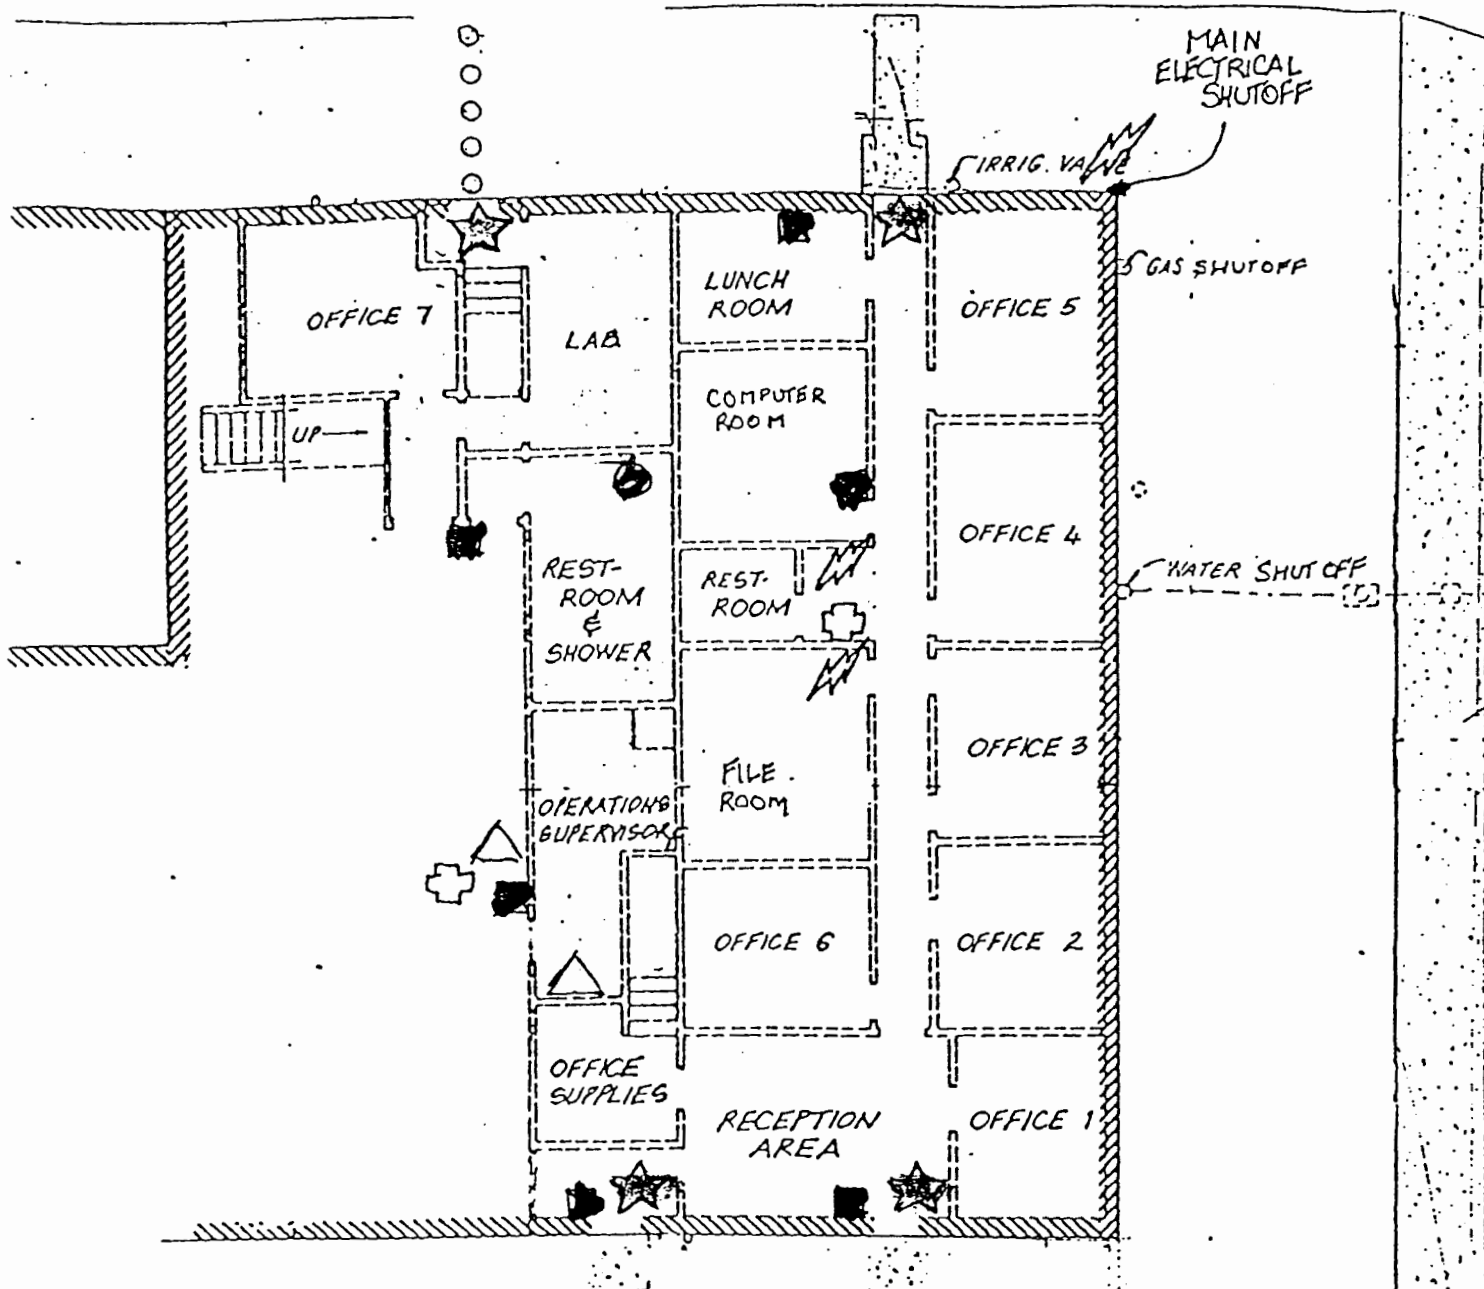 MAIN
ELECTRICAL
SHUTOFF
IRRIG. VALVE
GAS SHUTOFF
OFFICE 7
LAB
LUNCH
ROOM
OFFICE 5
COMPUTER
ROOM
UP
OFFICE 4
WATER SHUT OFF
REST-
ROOM
&
SHOWER
REST-
ROOM
OFFICE 3
FILE
ROOM
OPERATIONS
SUPERVISOR
OFFICE 6
OFFICE 2
OFFICE
SUPPLIES
RECEPTION
AREA
OFFICE 1